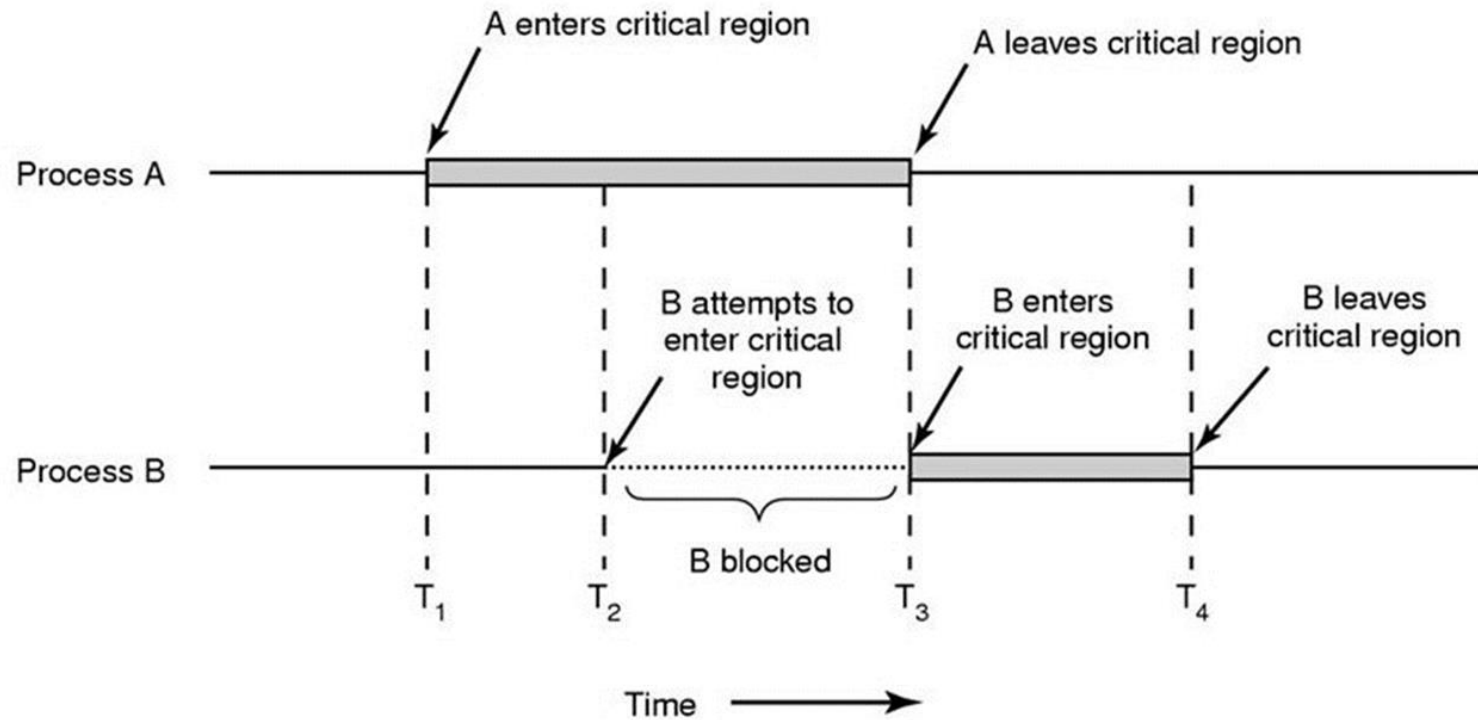 A enters critical region
A leaves critical region
Process A
B attempts to
enter critical
region
B enters
critical region
B leaves
critical region
Process B
B blocked
T1
T2
T3
T4
Time